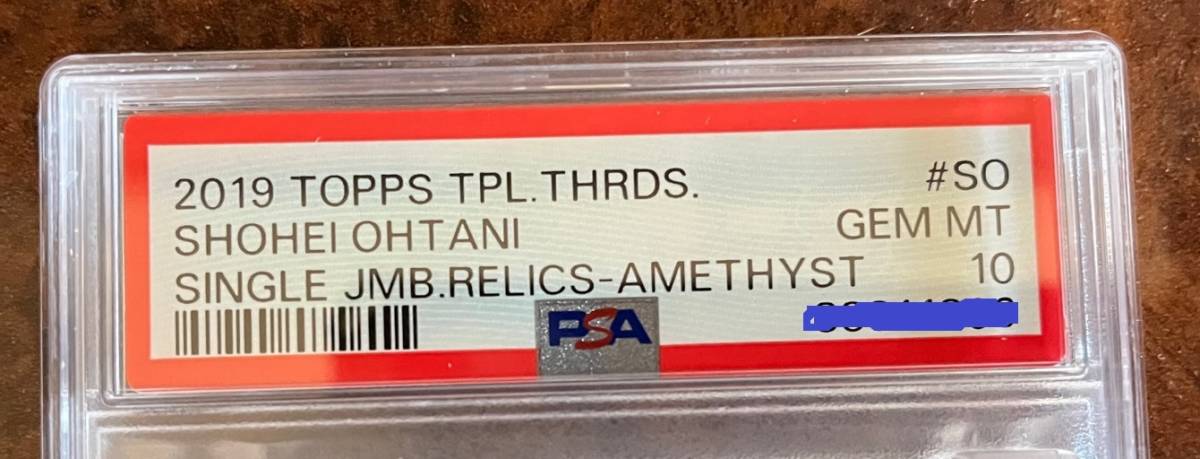 2019 TOPPS TPL.THRDS. #SO
SHOHEI OHTANI GEM MT
SINGLE JMB.RELICS-AMETHYST 10
PSA